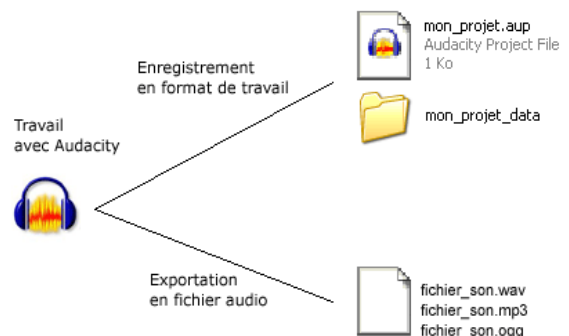 mon_projet.aup
Audacity Project File
1 Ko
Enregistrement
en format de travail
mon_projet_data
Travail
avec Audacity
Exportation
en fichier audio
fichier_son.wav
fichier_son.mp3
fichier_son.ogg